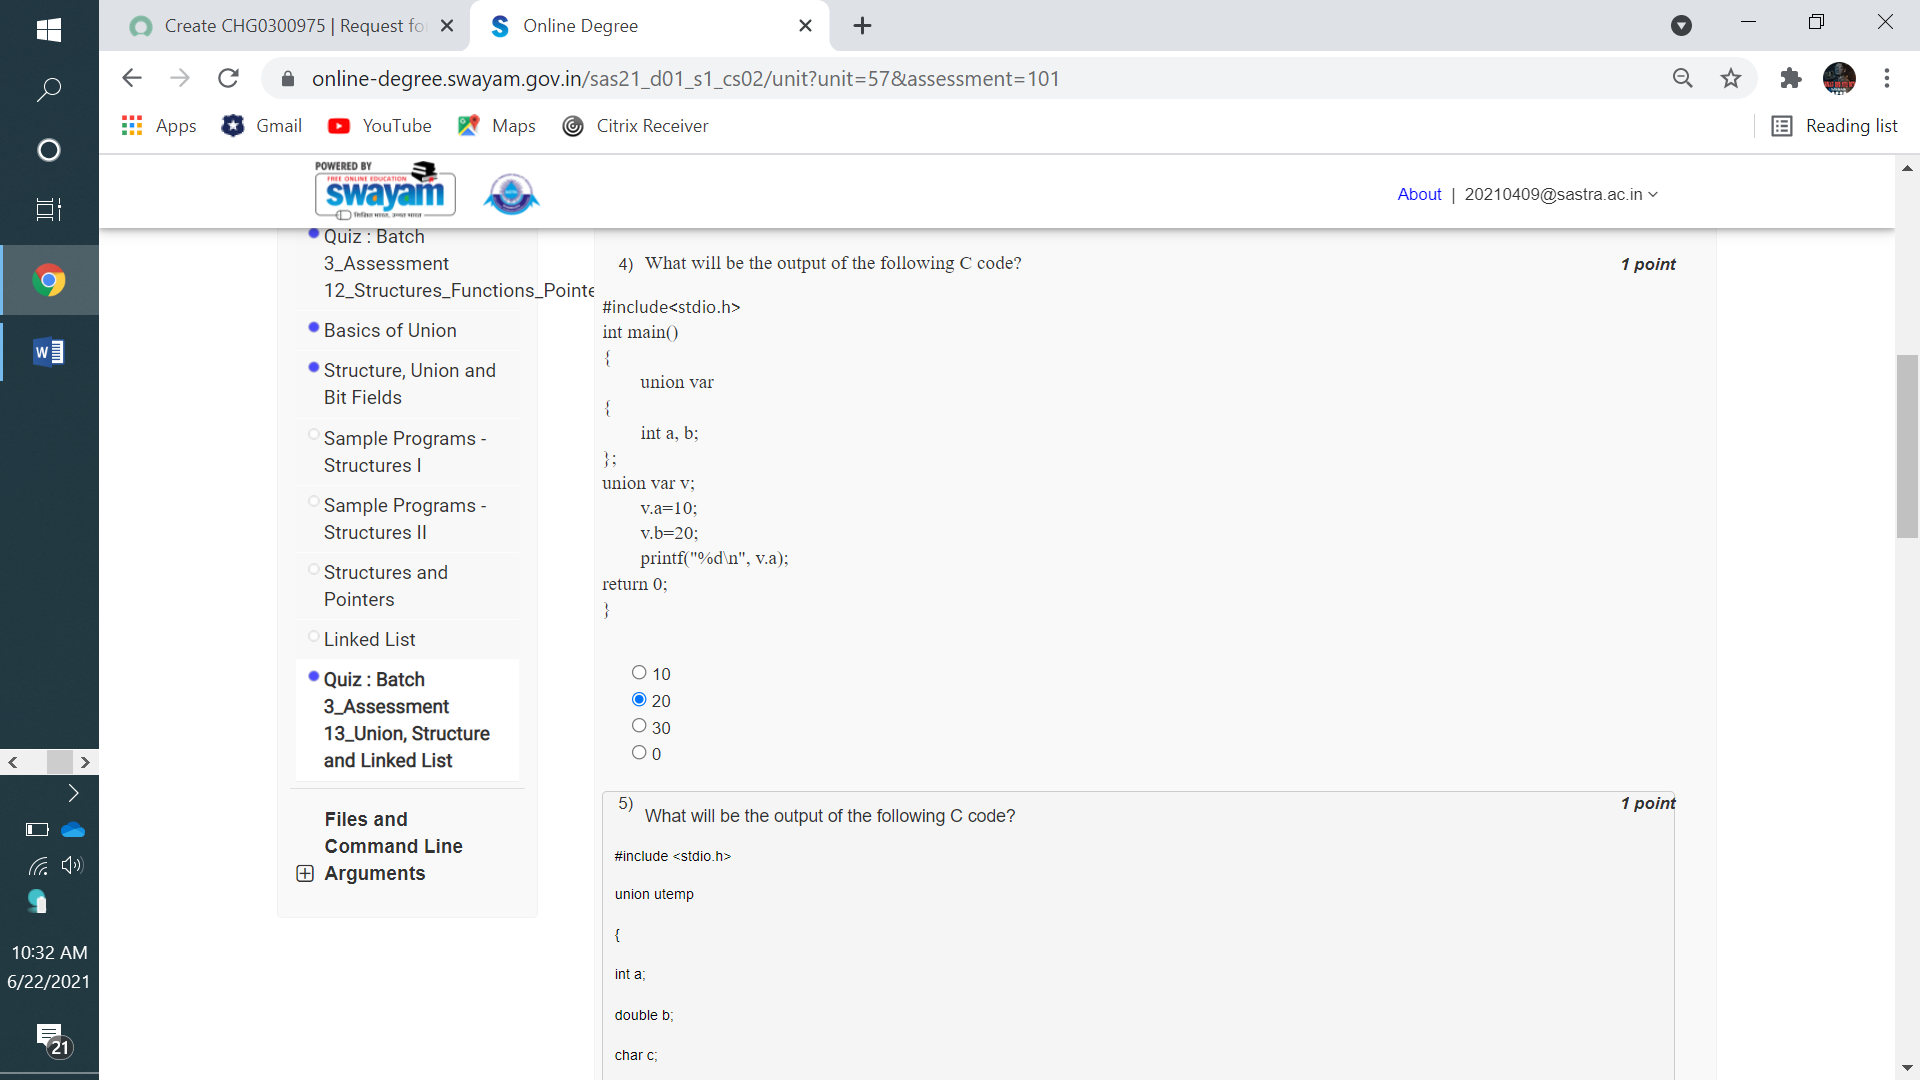 Create CHG0300975 | Request fo
Online Degree
online-degree.swayam.gov.in/sas21_d01_s1_cs02/unit?unit=57&assessment=101
Apps
Gmail
YouTube
Maps
Citrix Receiver
Reading list
POWERED BY
FREE ONLINE EDUCATION
swayam
About | 20210409@sastra.ac.in
Quiz : Batch
3_Assessment
12_Structures_Functions_Pointe
Basics of Union
Structure, Union and
Bit Fields
Sample Programs -
Structures I
Sample Programs -
Structures II
Structures and
Pointers
Linked List
Quiz : Batch
3_Assessment
13_Union, Structure
and Linked List
Files and
Command Line
Arguments
4) What will be the output of the following C code?
1 point
#include<stdio.h>
int main()
{
union var
{
int a, b;
};
union var v;
v.a=10;
v.b=20;
printf("%d\n", v.a);
return 0;
}
10
20
30
0
5) What will be the output of the following C code?
1 point
#include <stdio.h>
union utemp
{
int a;
double b;
char c;
W
10:32 AM
6/22/2021
21